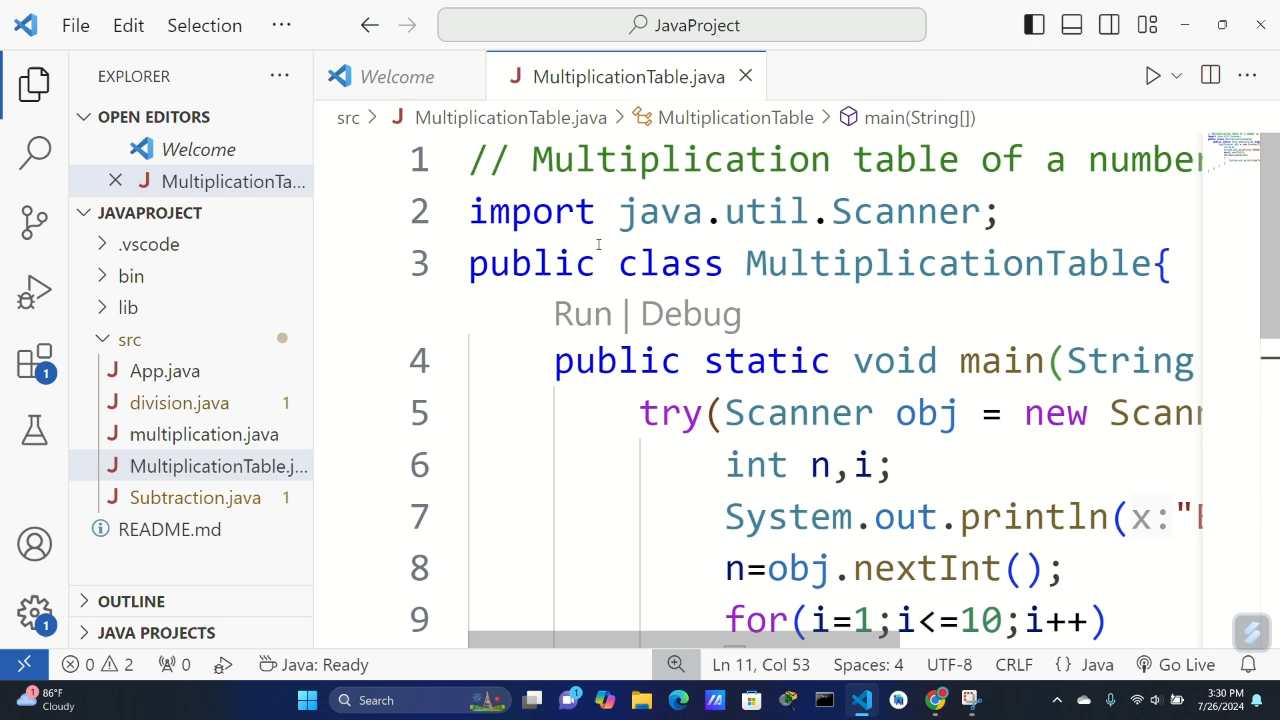 File Edit Selection ···
JavaProject
EXPLORER ···
OPEN EDITORS
Welcome
MultiplicationTa...
JAVAPROJECT
.vscode
bin
lib
src
App.java
division.java 1
multiplication.java
MultiplicationTable.j...
Subtraction.java 1
README.md
OUTLINE
JAVA PROJECTS
1
1
Welcome
MultiplicationTable.java
src > MultiplicationTable.java > MultiplicationTable > main(String[])
1 // Multiplication table of a number
2 import java.util.Scanner;
3 public class MultiplicationTable{
Run | Debug
4 public static void main(String
5 try(Scanner obj = new Scann
6 int n,i;
7 System.out.println(x:"E
8 n=obj.nextInt();
9 for(i=1;i<=10;i++)
0 2 0 Java: Ready Ln 11, Col 53 Spaces: 4 UTF-8 CRLF {} Java Go Live
1 86°F
Cloudy
Search
1
3:30 PM
7/26/2024